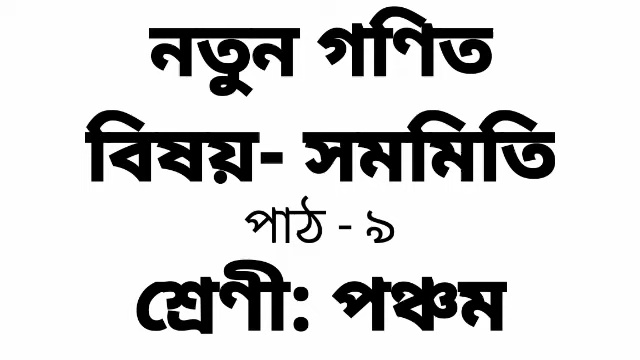 নতুন গণিত
বিষয়- সমমিতি
পাঠ - ৯
শ্রেণী: পঞ্চম